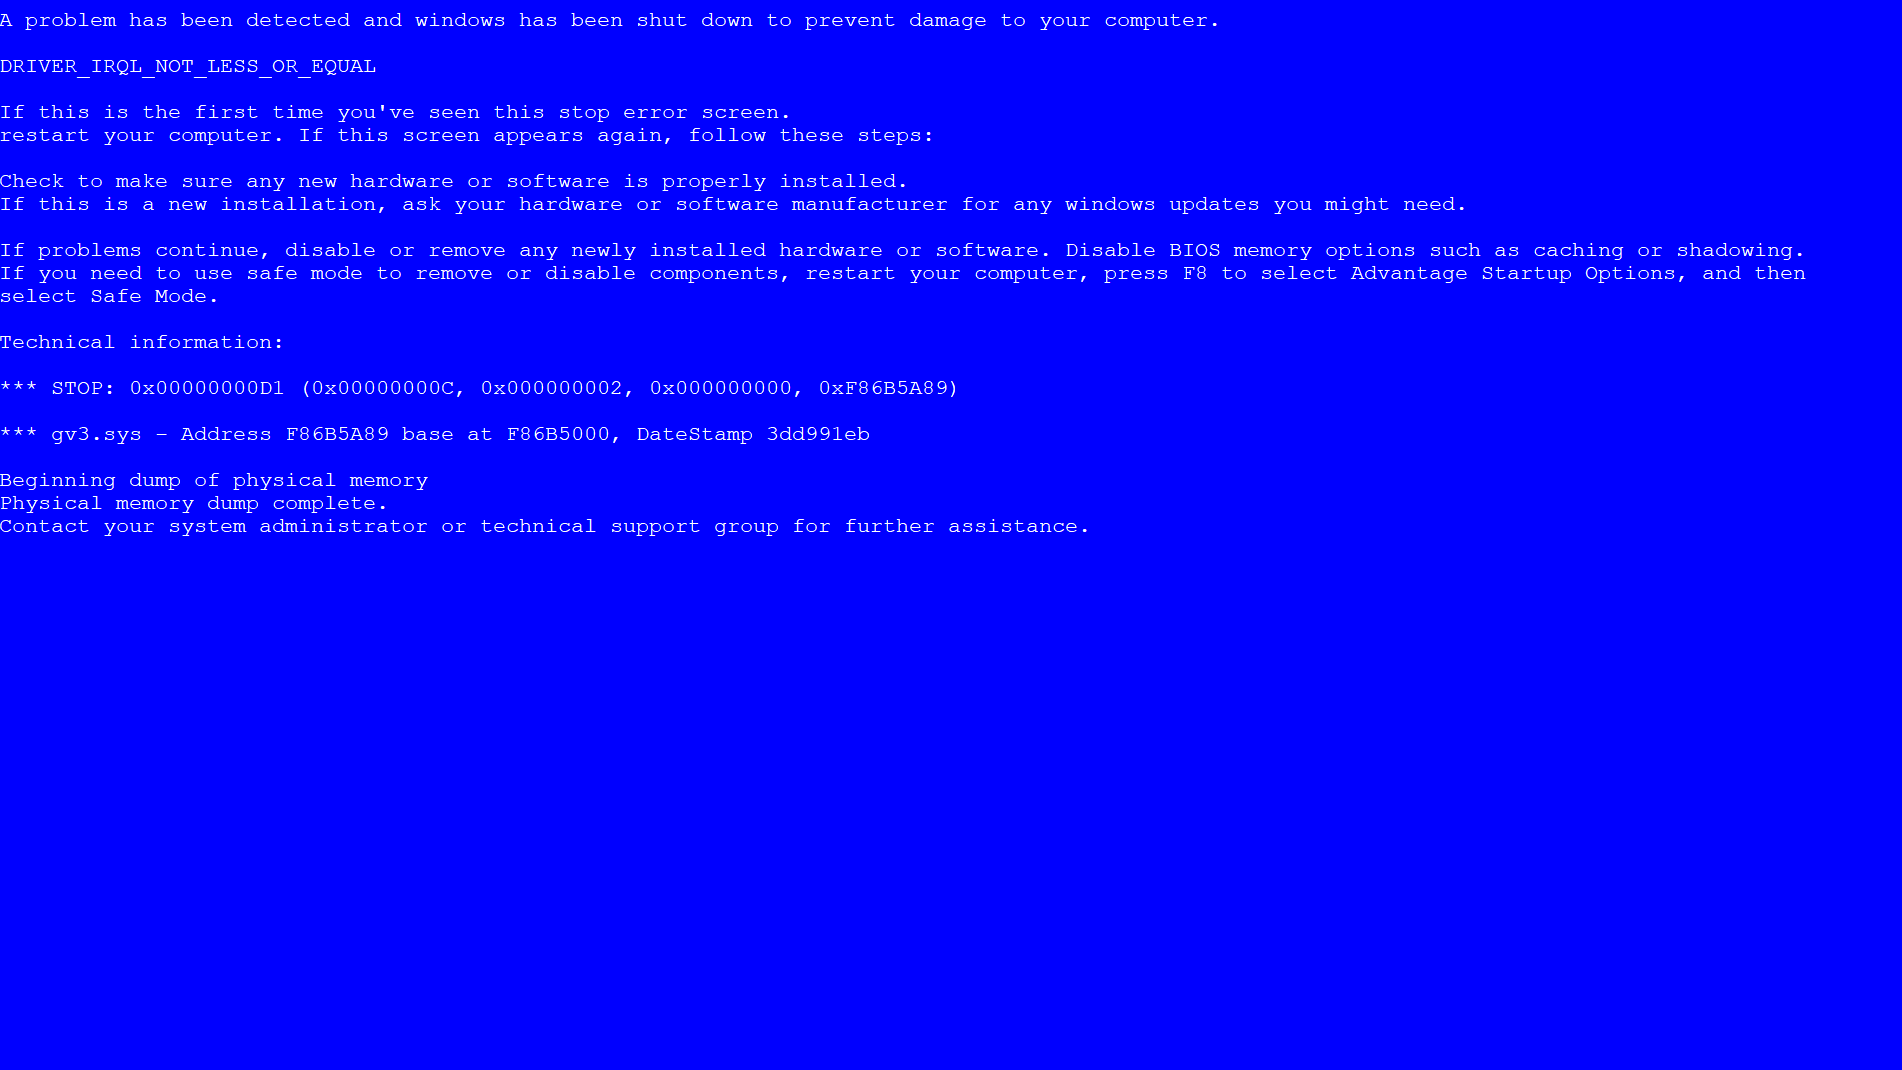 A problem has been detected and windows has been shut down to prevent damage to your computer.
DRIVER_IRQL_NOT_LESS_OR_EQUAL
If this is the first time you've seen this stop error screen.
restart your computer. If this screen appears again, follow these steps:
Check to make sure any new hardware or software is properly installed.
If this is a new installation, ask your hardware or software manufacturer for any windows updates you might need.
If problems continue, disable or remove any newly installed hardware or software. Disable BIOS memory options such as caching or shadowing.
If you need to use safe mode to remove or disable components, restart your computer, press F8 to select Advantage Startup Options, and then
select Safe Mode.
Technical information:
*** STOP: 0x00000000D1 (0x00000000C, 0x000000002, 0x000000000, 0xF86B5A89)
*** gv3.sys – Address F86B5A89 base at F86B5000, DateStamp 3dd991eb
Beginning dump of physical memory
Physical memory dump complete.
Contact your system administrator or technical support group for further assistance.